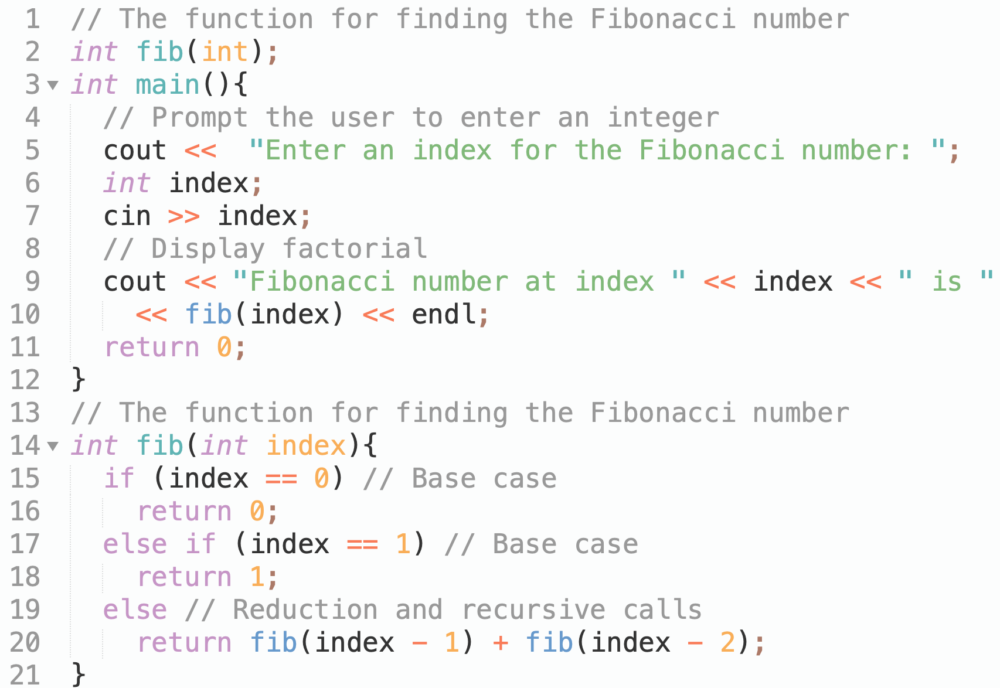 1 // The function for finding the Fibonacci number
2 int fib(int);
3 int main(){
4 // Prompt the user to enter an integer
5 cout <<  "Enter an index for the Fibonacci number: ";
6 int index;
7 cin >> index;
8 // Display factorial
9 cout << "Fibonacci number at index " << index << " is "
10 << fib(index) << endl;
11 return 0;
12 }
13 // The function for finding the Fibonacci number
14 int fib(int index){
15 if (index == 0) // Base case
16 return 0;
17 else if (index == 1) // Base case
18 return 1;
19 else // Reduction and recursive calls
20 return fib(index - 1) + fib(index - 2);
21 }